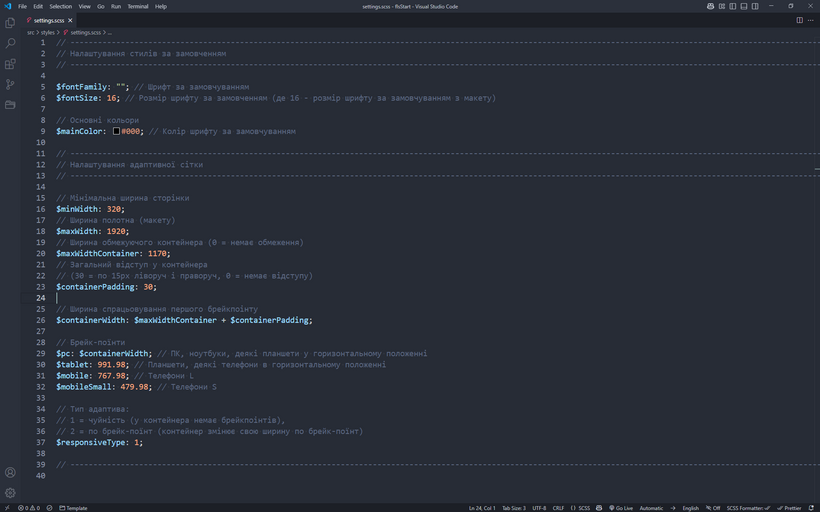 File Edit Selection View Go Run Terminal Help
settings.scss - flsStart - Visual Studio Code
settings.scss
src > styles > settings.scss > ...
1 // --------------------------------------------------------------------------------
2 // Налаштування стилів за замовченням
3 // --------------------------------------------------------------------------------
4
5 $fontFamily: ""; // Шрифт за замовчуванням
6 $fontSize: 16; // Розмір шрифту за замовченням (де 16 - розмір шрифту за замовчуванням з макету)
7
8 // Основні кольори
9 $mainColor: #000; // Колір шрифту за замовчуванням
10
11 // --------------------------------------------------------------------------------
12 // Налаштування адаптивної сітки
13 // --------------------------------------------------------------------------------
14
15 // Мінімальна ширина сторінки
16 $minWidth: 320;
17 // Ширина полотна (макету)
18 $maxWidth: 1920;
19 // Ширина обмежуючого контейнера (0 = немає обмеження)
20 $maxWidthContainer: 1170;
21 // Загальний відступ у контейнера
22 // (30 = по 15px ліворуч і праворуч, 0 = немає відступу)
23 $containerPadding: 30;
24
25 // Ширина спрацьовування першого брейкпоінту
26 $containerWidth: $maxWidthContainer + $containerPadding;
27
28 // Брейк-поінти
29 $pc: $containerWidth; // ПК, ноутбуки, деякі планшети у горизонтальному положенні
30 $tablet: 991.98; // Планшети, деякі телефони в горизонтальному положенні
31 $mobile: 767.98; // Телефони L
32 $mobileSmall: 479.98; // Телефони S
33
34 // Тип адаптива:
35 // 1 = чуйність (у контейнера немає брейкпоінтів),
36 // 2 = по брейк-поінт (контейнер змінює свою ширину по брейк-поінт)
37 $responsiveType: 1;
38
39 // --------------------------------------------------------------------------------
40
0 0 Template Ln 24, Col 1 Tab Size: 3 UTF-8 CRLF {} SCSS Go Live Automatic English Off SCSS Formatter Prettier